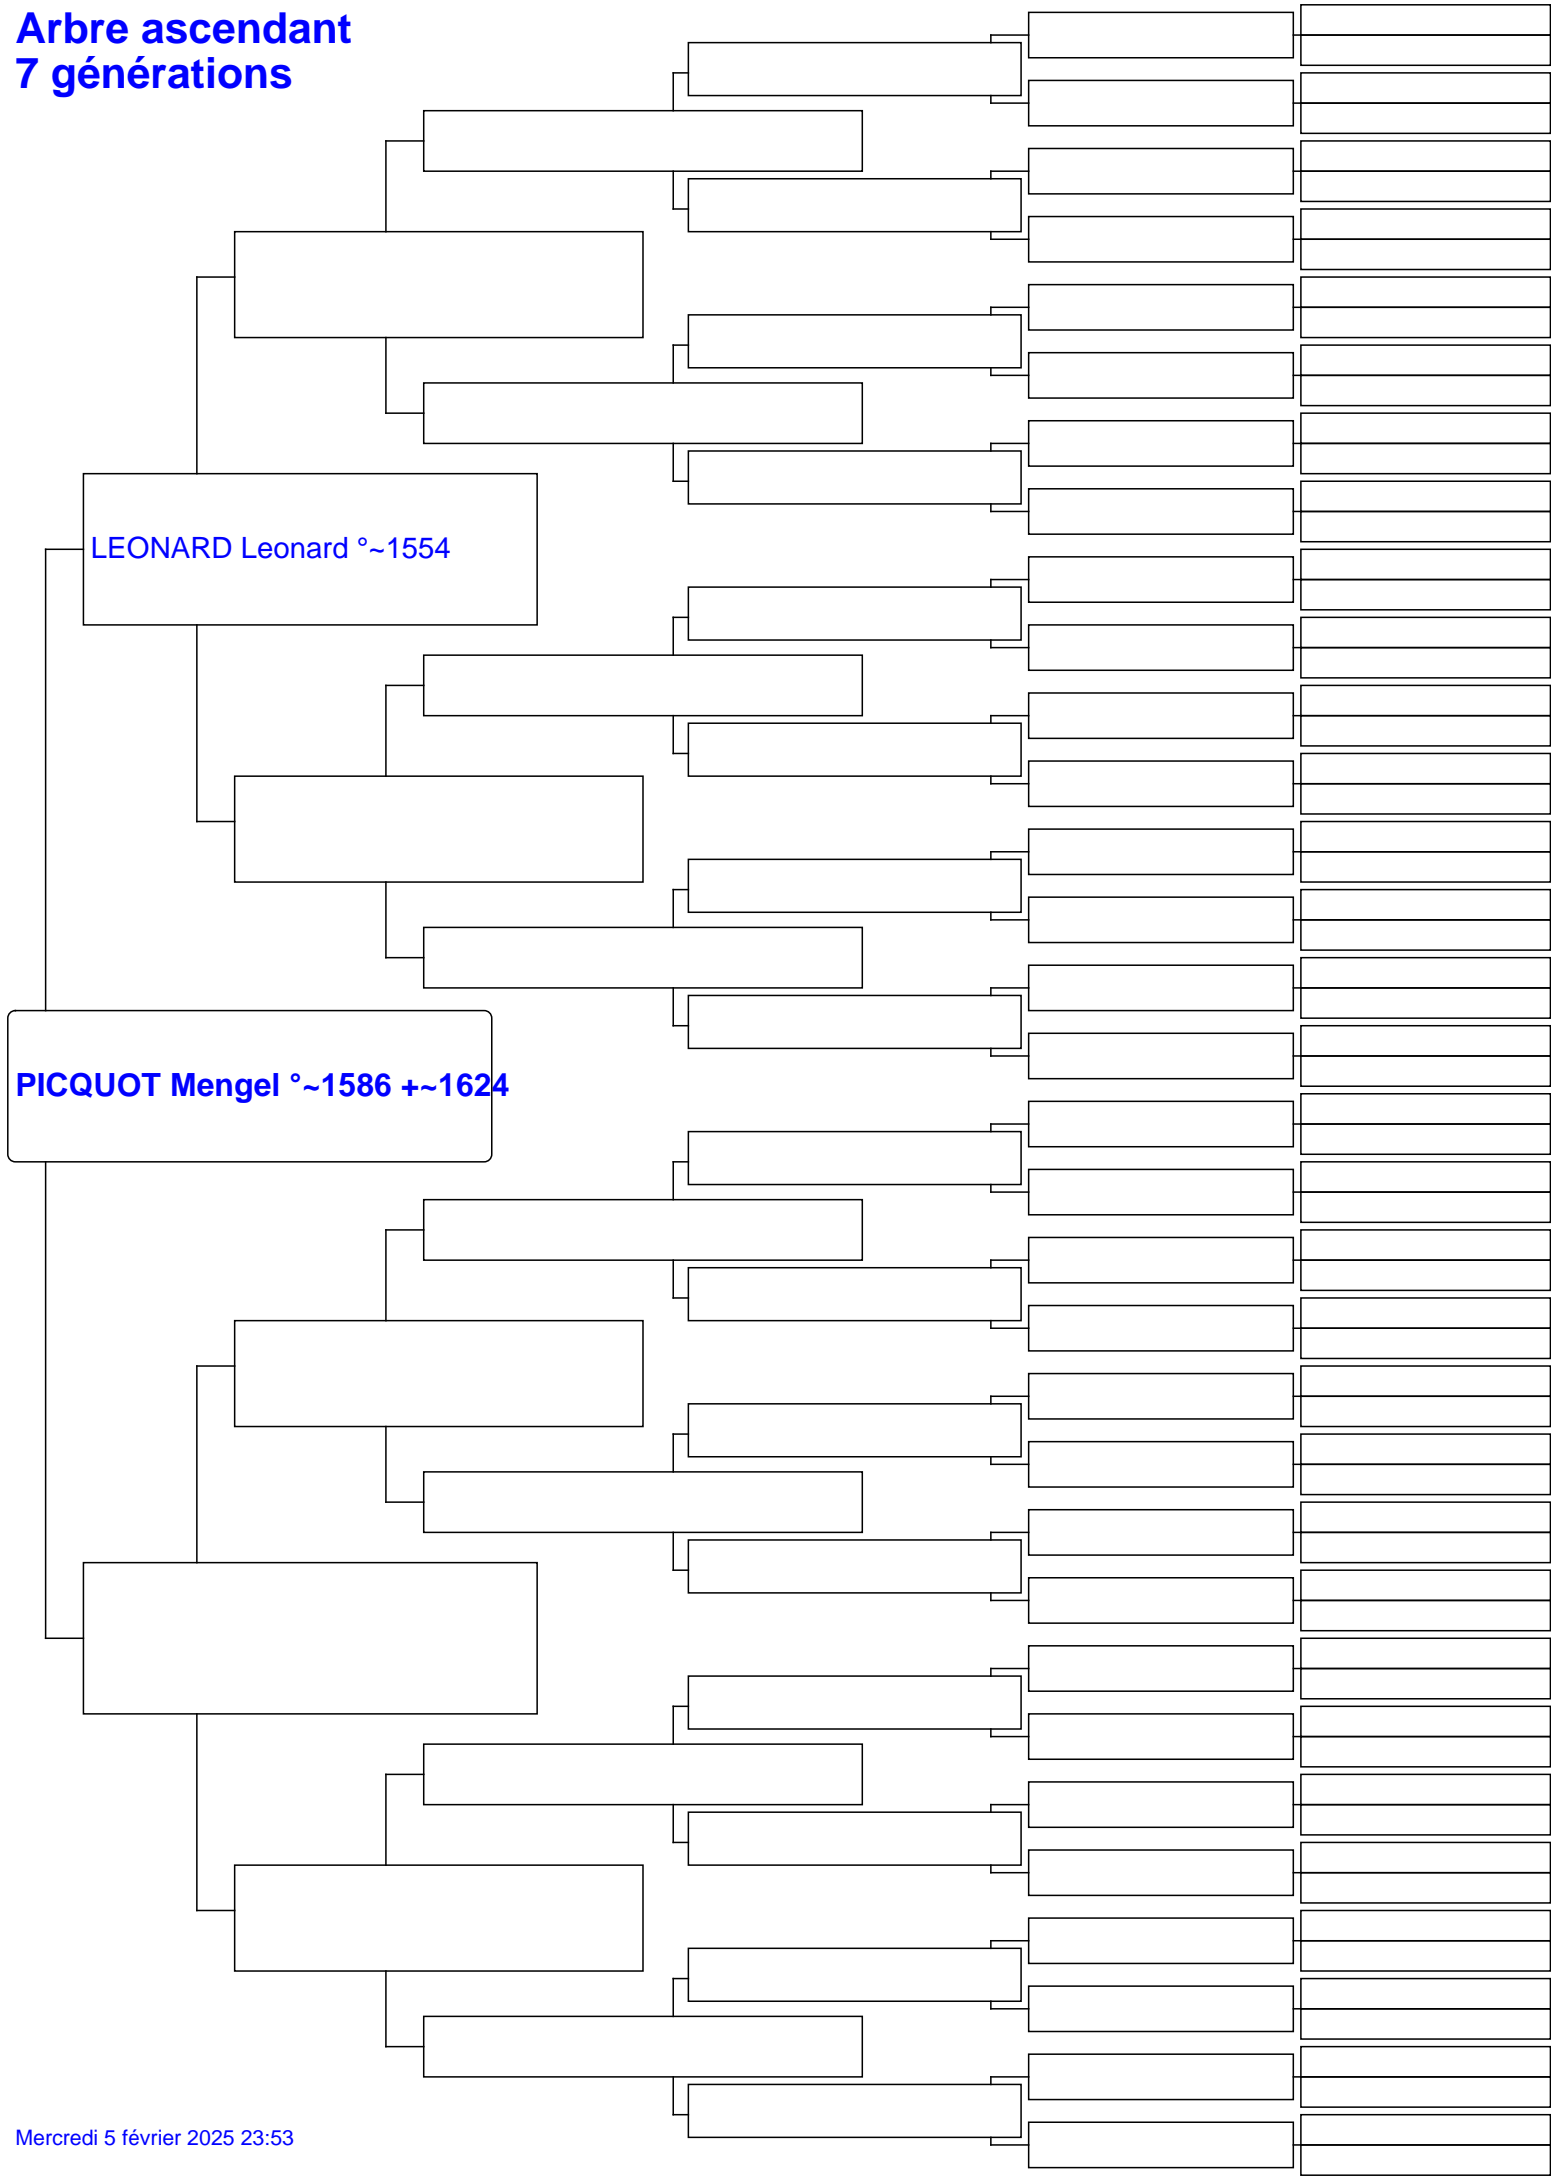 Arbre ascendant
7 générations
LEONARD Leonard °~1554
PICQUOT Mengel °~1586 +~1624
Mercredi 5 février 2025 23:53